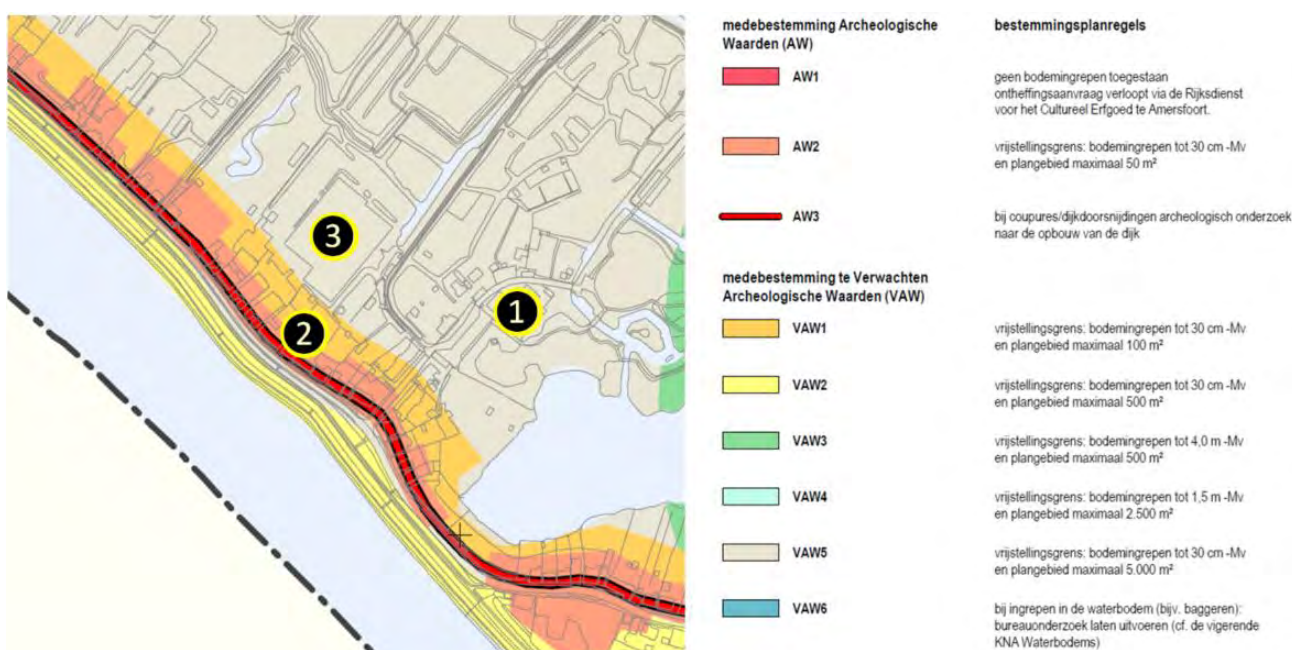 3
1
2
medebestemming Archeologische
Waarden (AW)
bestemmingsplanregels
AW1
geen bodemingrepen toegestaan
ontheffingsaanvraag verloopt via de Rijksdienst
voor het Cultureel Erfgoed te Amersfoort.
AW2
vrijstellingsgrens: bodemingrepen tot 30 cm -Mv
en plangebied maximaal 50 m²
AW3
bij coupures/dijkdoorsnijdingen archeologisch onderzoek
naar de opbouw van de dijk
medebestemming te Verwachten
Archeologische Waarden (VAW)
VAW1
vrijstellingsgrens: bodemingrepen tot 30 cm -Mv
en plangebied maximaal 100 m²
VAW2
vrijstellingsgrens: bodemingrepen tot 30 cm -Mv
en plangebied maximaal 500 m²
VAW3
vrijstellingsgrens: bodemingrepen tot 4,0 m -Mv
en plangebied maximaal 500 m²
VAW4
vrijstellingsgrens: bodemingrepen tot 1,5 m -Mv
en plangebied maximaal 2.500 m²
VAW5
vrijstellingsgrens: bodemingrepen tot 30 cm -Mv
en plangebied maximaal 5.000 m²
VAW6
bij ingrepen in de waterbodem (bijv. baggeren):
bureauonderzoek laten uitvoeren (cf. de vigerende
KNA Waterbodems)